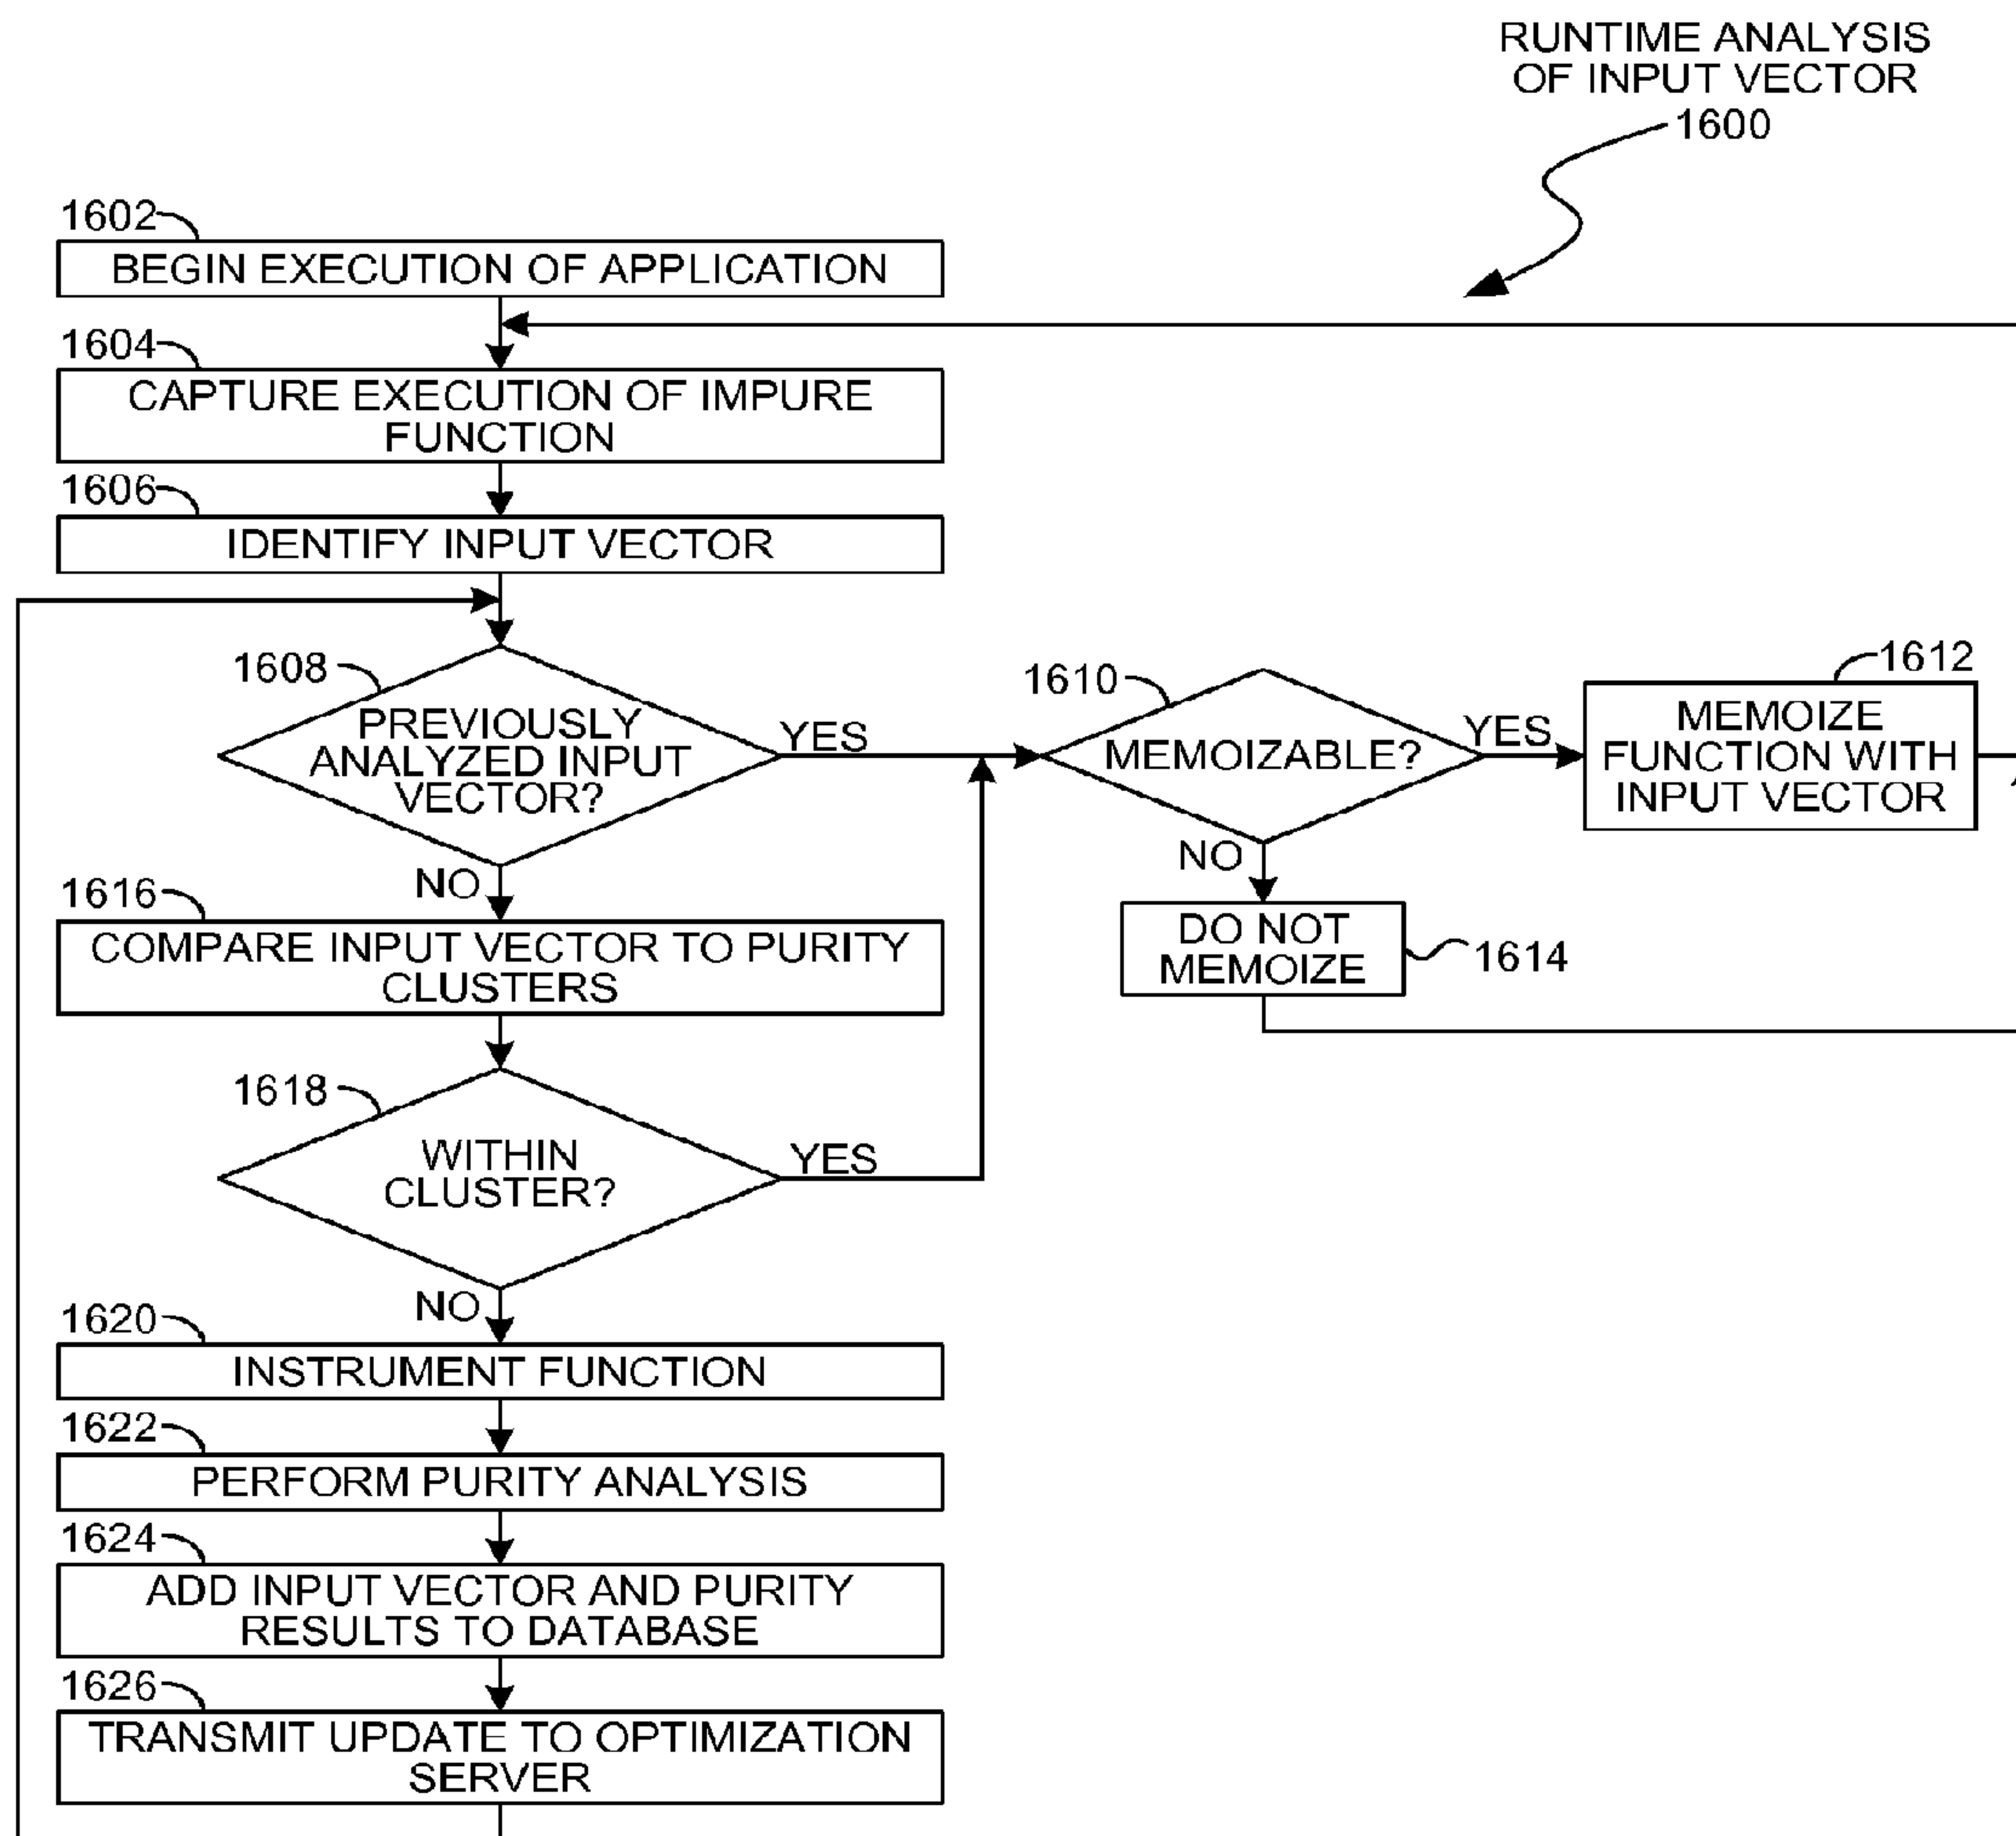 RUNTIME ANALYSIS
OF INPUT VECTOR
1600
1602
BEGIN EXECUTION OF APPLICATION
1604
CAPTURE EXECUTION OF IMPURE
FUNCTION
1606
IDENTIFY INPUT VECTOR
1608
PREVIOUSLY
ANALYZED INPUT
VECTOR?
YES
NO
1610
MEMOIZABLE?
YES
NO
1612
MEMOIZE
FUNCTION WITH
INPUT VECTOR
DO NOT
MEMOIZE
1614
1616
COMPARE INPUT VECTOR TO PURITY
CLUSTERS
1618
WITHIN
CLUSTER?
YES
NO
1620
INSTRUMENT FUNCTION
1622
PERFORM PURITY ANALYSIS
1624
ADD INPUT VECTOR AND PURITY
RESULTS TO DATABASE
1626
TRANSMIT UPDATE TO OPTIMIZATION
SERVER